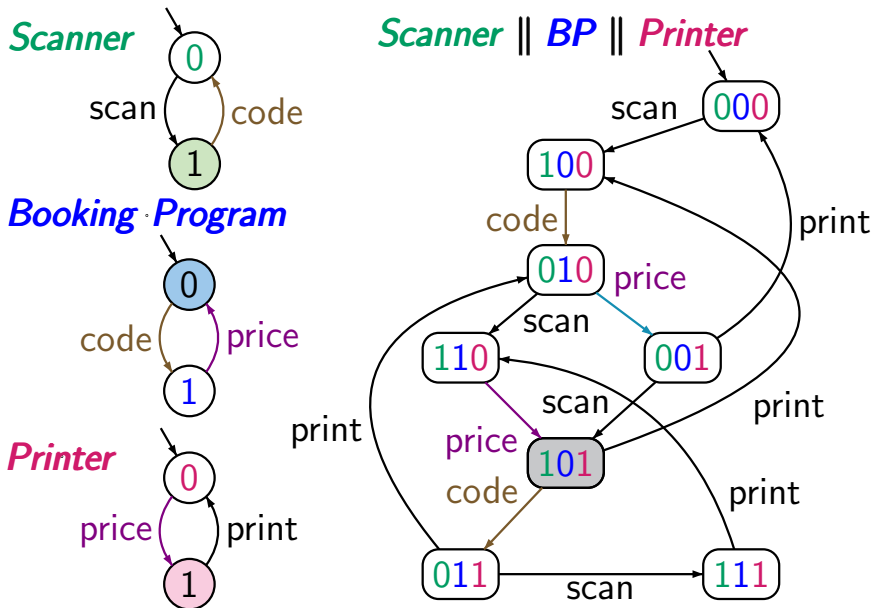 Scanner
0
scan
code
1
Booking Program
0
code
price
1
Printer
0
price
print
1
Scanner || BP || Printer
000
scan
100
code
print
010
price
scan
110
001
scan
print
print
price
101
code
print
011
scan
111